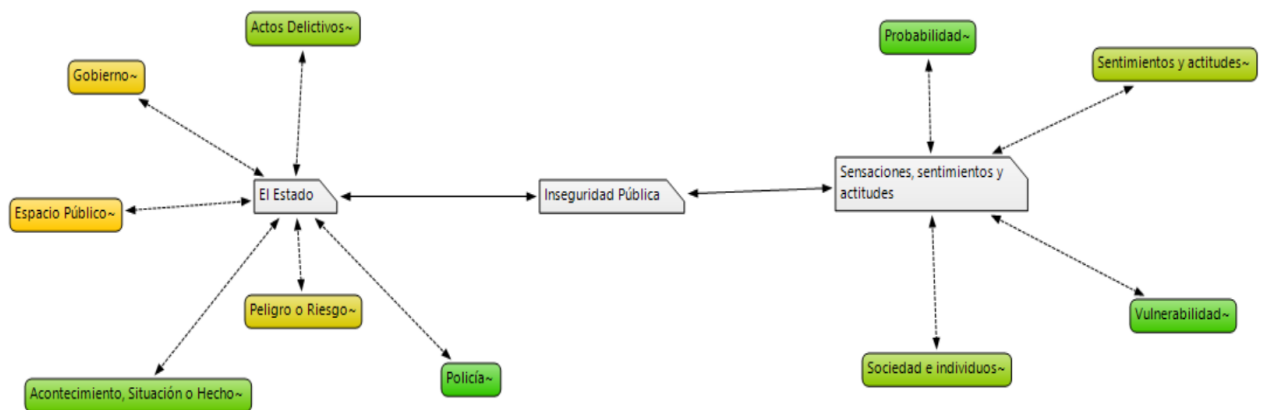 Actos Delictivos~
Probabilidad~
Gobierno~
Sentimientos y actitudes~
El Estado
Inseguridad Pública
Sensaciones, sentimientos y
actitudes
Espacio Público~
Peligro o Riesgo~
Vulnerabilidad~
Acontecimiento, Situación o Hecho~
Policía~
Sociedad e individuos~